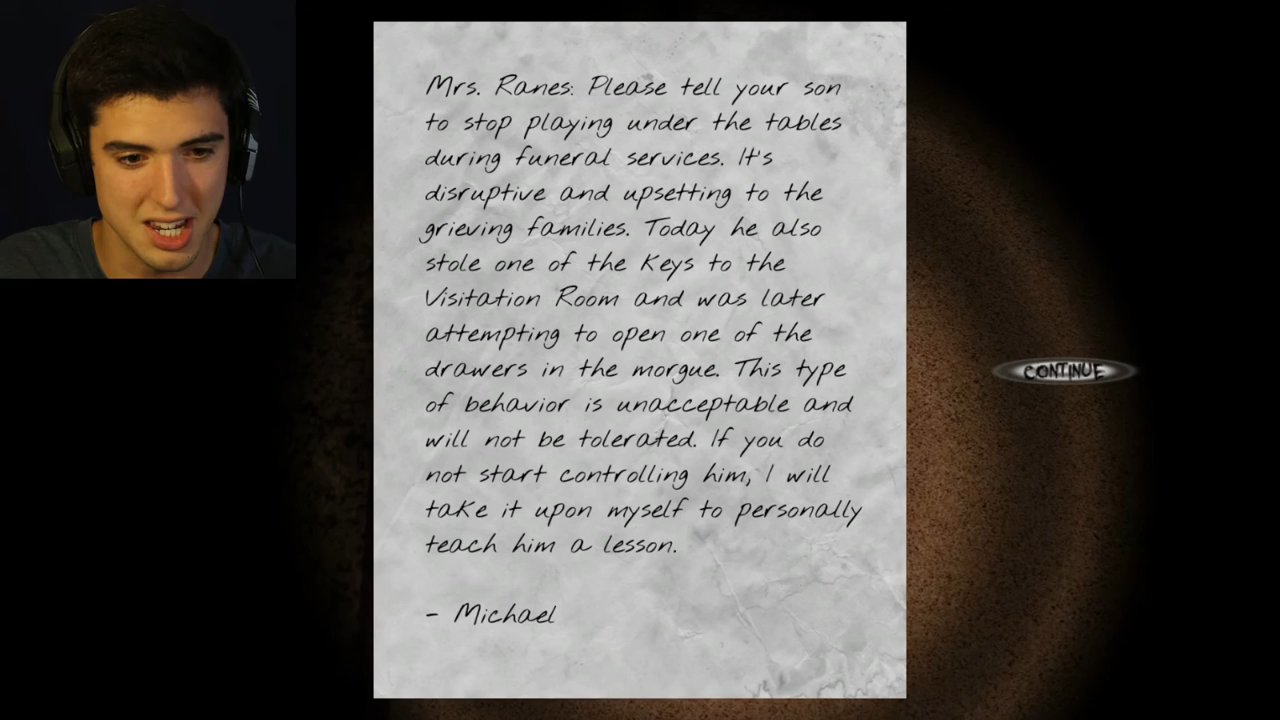 Mrs. Ranes: Please tell your son
to stop playing under the tables
during funeral services. It's
disruptive and upsetting to the
grieving families. Today he also
stole one of the Keys to the
Visitation Room and was later
attempting to open one of the
drawers in the morgue. This type
of behavior is unacceptable and
will not be tolerated. If you do
not start controlling him, I will
take it upon myself to personally
teach him a lesson.
- Michael
CONTINUE